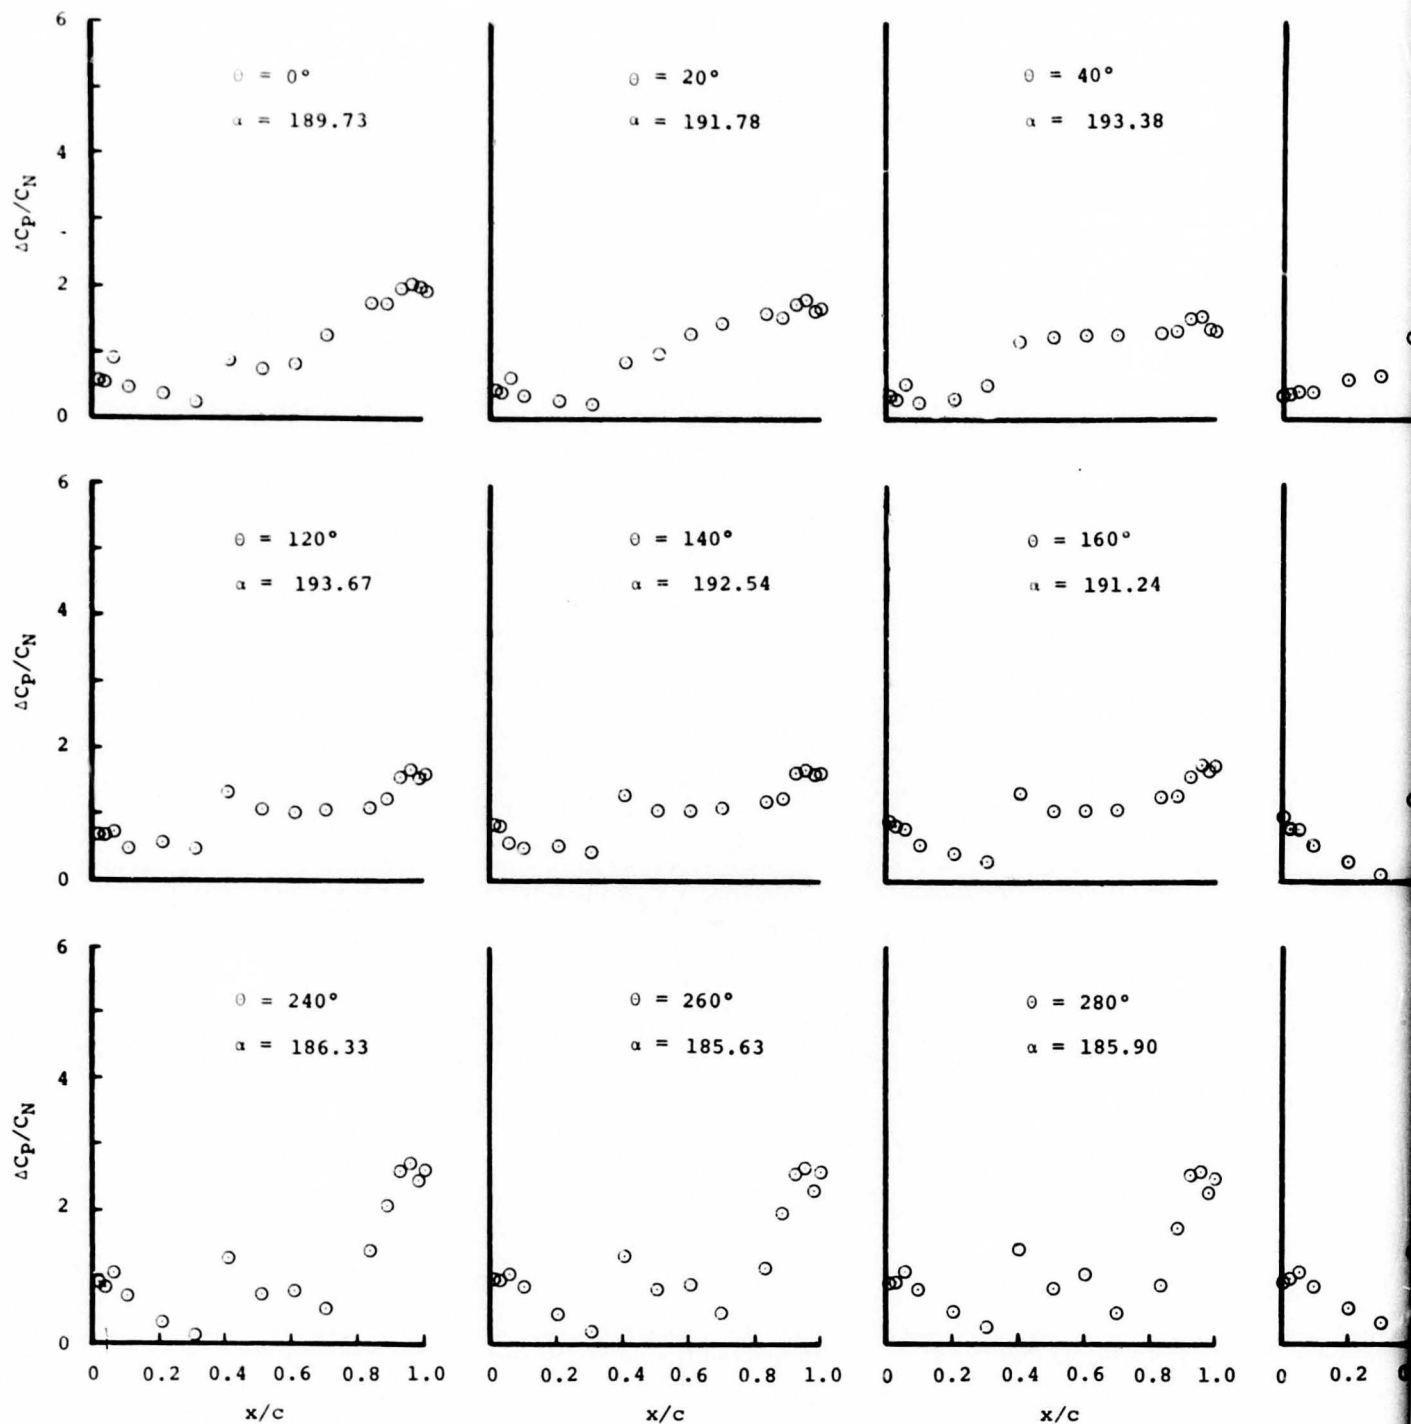 6
θ = 0°
θ = 20°
θ = 40°
α = 189.73
α = 191.78
α = 193.38
4
ΔCP/CN
2
0
6
θ = 120°
θ = 140°
θ = 160°
α = 193.67
α = 192.54
α = 191.24
4
ΔCP/CN
2
0
6
θ = 240°
θ = 260°
θ = 280°
α = 186.33
α = 185.63
α = 185.90
4
ΔCP/CN
2
0
0 0.2 0.4 0.6 0.8 1.0
0 0.2 0.4 0.6 0.8 1.0
0 0.2 0.4 0.6 0.8 1.0
0 0.2
x/c
x/c
x/c